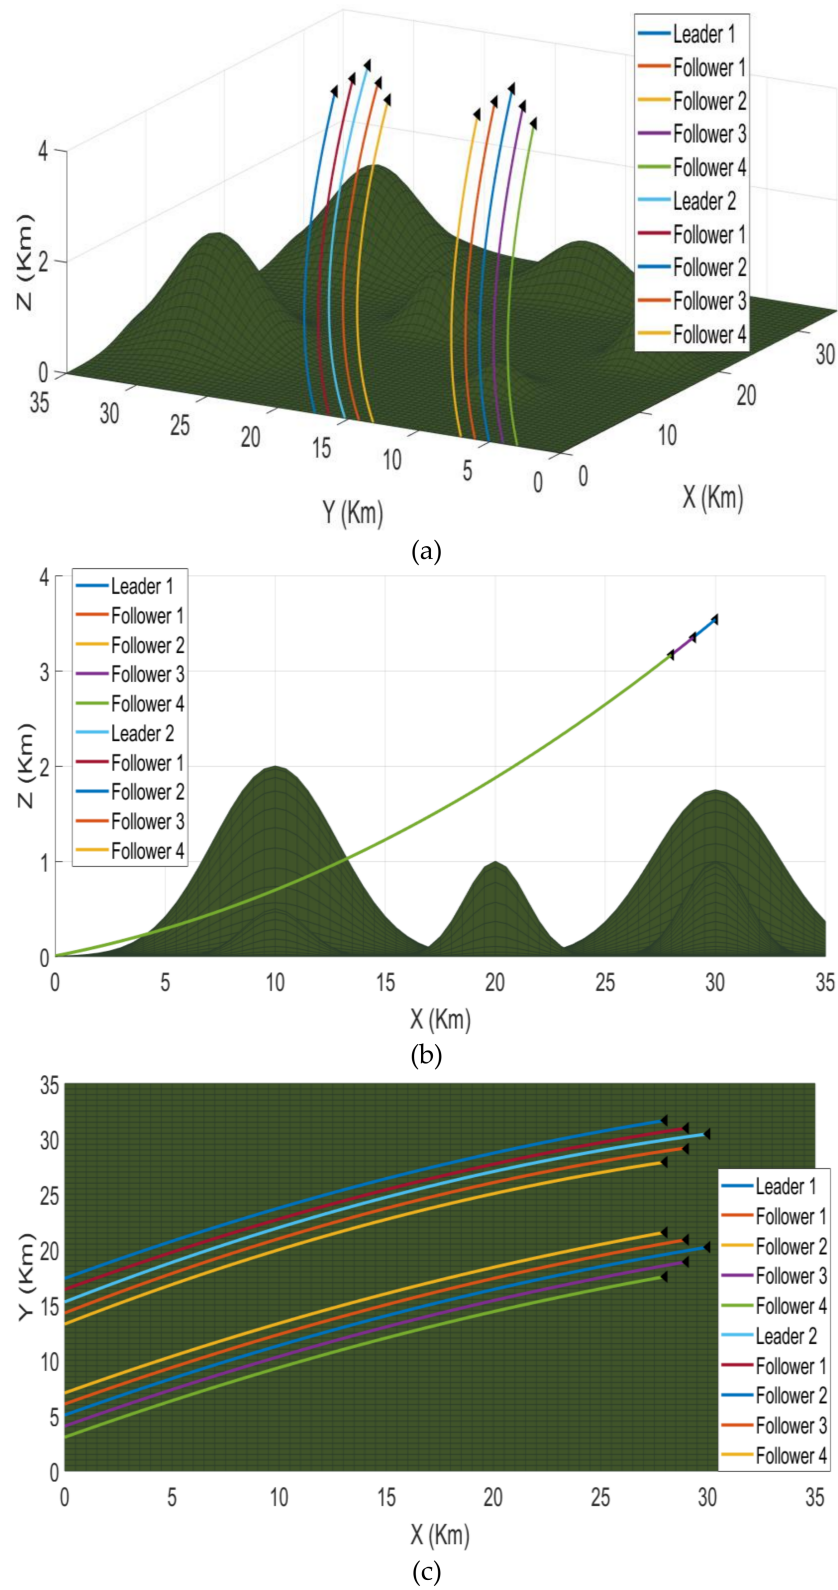 Leader 1
Follower 1
Follower 2
Follower 3
Follower 4
Leader 2
Follower 1
Follower 2
Follower 3
Follower 4
4
2
0
Z (Km)
35
30
25
20
15
10
5
0
Y (Km)
0
10
20
30
X (Km)
(a)
Leader 1
Follower 1
Follower 2
Follower 3
Follower 4
Leader 2
Follower 1
Follower 2
Follower 3
Follower 4
4
3
2
1
0
Z (Km)
0 5 10 15 20 25 30 35
X (Km)
(b)
35
30
25
20
15
10
5
0
Y (Km)
Leader 1
Follower 1
Follower 2
Follower 3
Follower 4
Leader 2
Follower 1
Follower 2
Follower 3
Follower 4
0 5 10 15 20 25 30 35
X (Km)
(c)